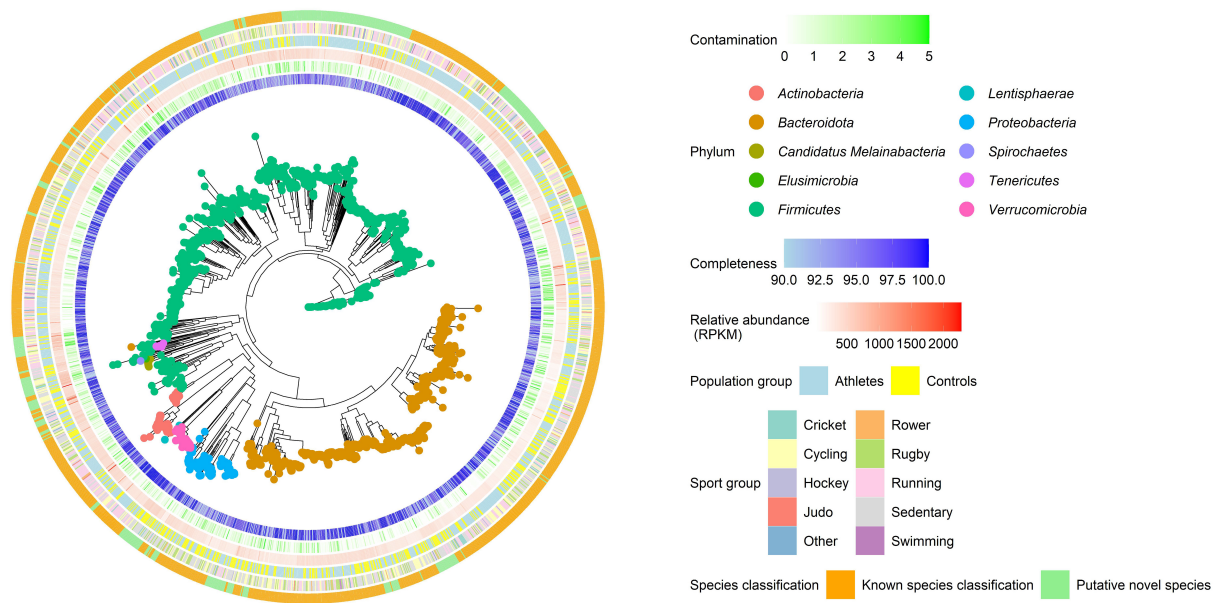 Contamination
0 1 2 3 4 5
Phylum
Actinobacteria
Bacteroidota
Candidatus Melainabacteria
Elusimicrobia
Firmicutes
Lentisphaerae
Proteobacteria
Spirochaetes
Tenericutes
Verrucomicrobia
Completeness
90.0 92.5 95.0 97.5 100.0
Relative abundance
(RPKM)
500 1000 1500 2000
Population group
Athletes
Controls
Sport group
Cricket
Cycling
Hockey
Judo
Other
Rower
Rugby
Running
Sedentary
Swimming
Species classification
Known species classification
Putative novel species